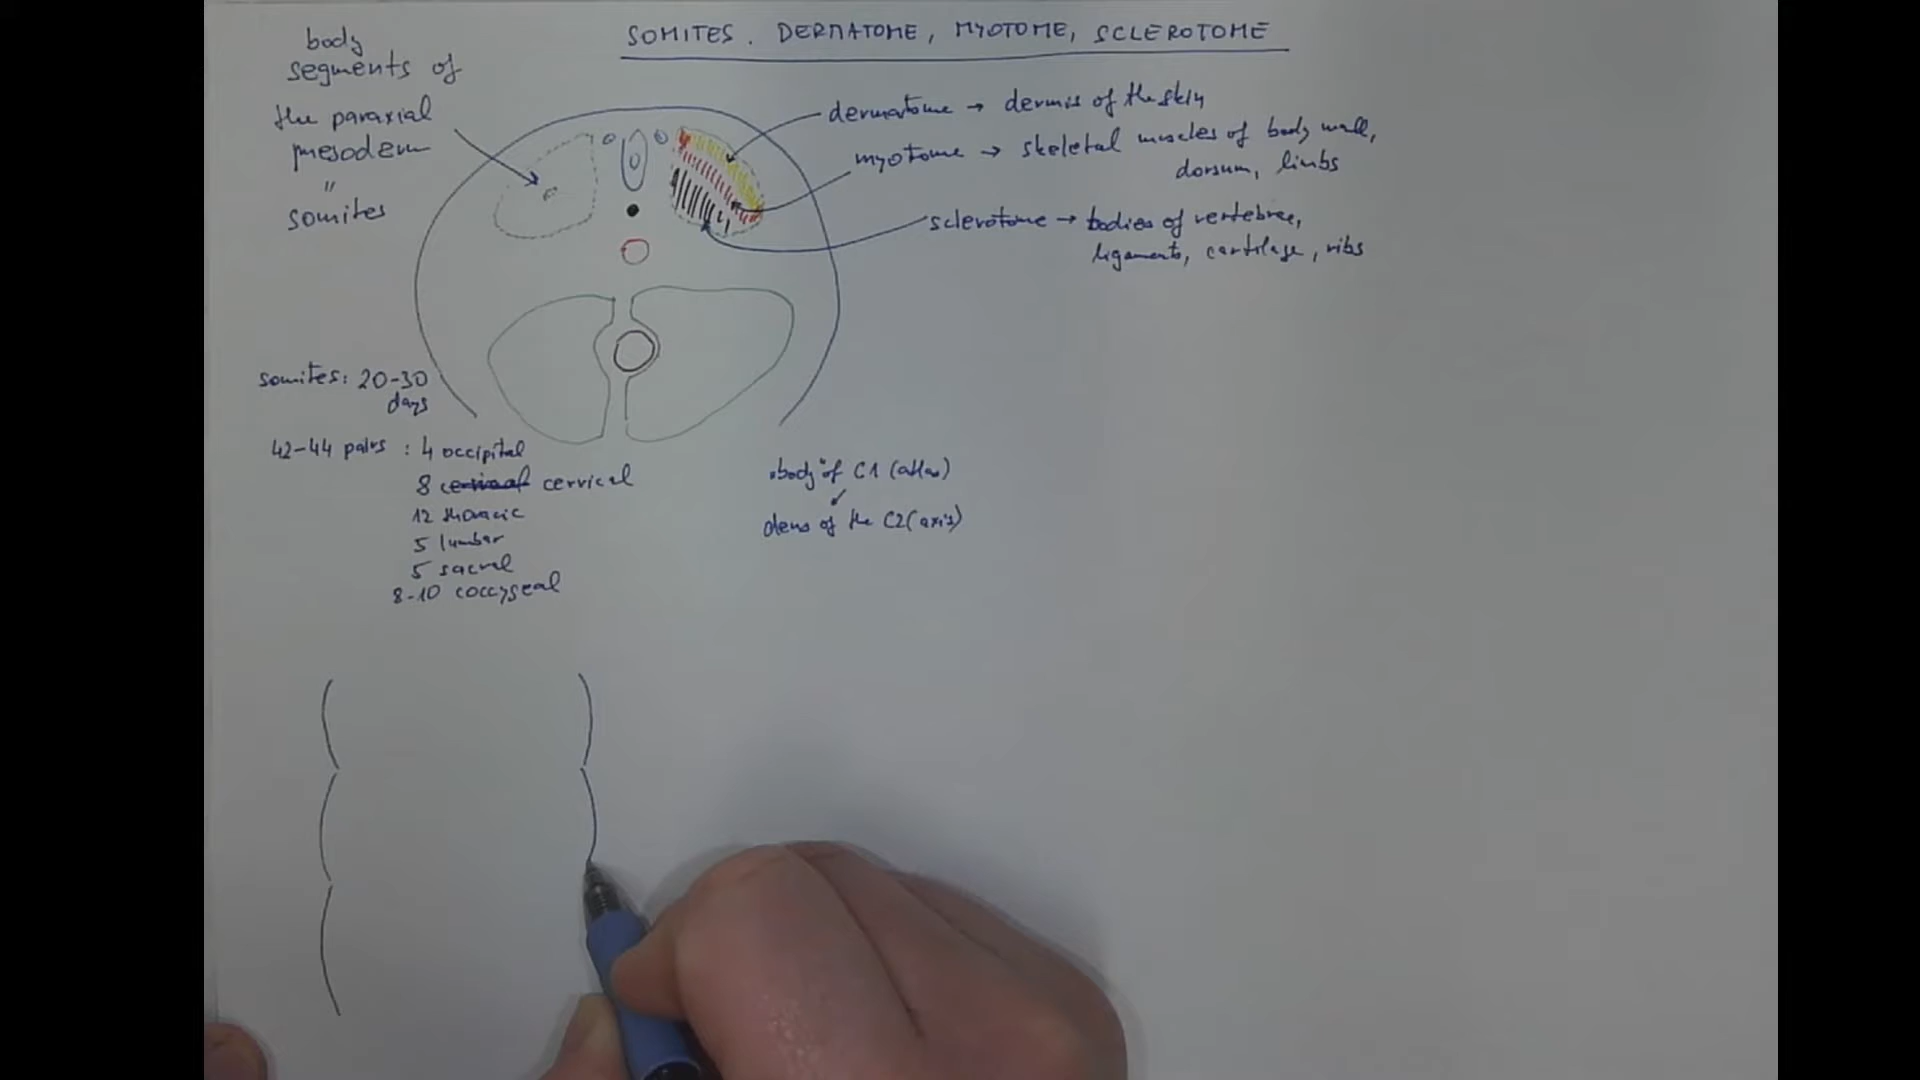 SOMITES. DERMATOME, MYOTOME, SCLEROTOME
body
segments of
the paraxial
mesoderm
"
somites
dermatome → dermis of the skin
myotome → skeletal muscles of body wall,
dorsum, limbs
sclerotome → bodies of vertebrae,
ligaments, cartilage, ribs
somites: 20-30
days
42-44 pairs : 4 occipital
8 cervical
12 thoracic
5 lumbar
5 sacral
8-10 coccygeal
"body" of C1 (atlas)
dens of the C2 (axis)